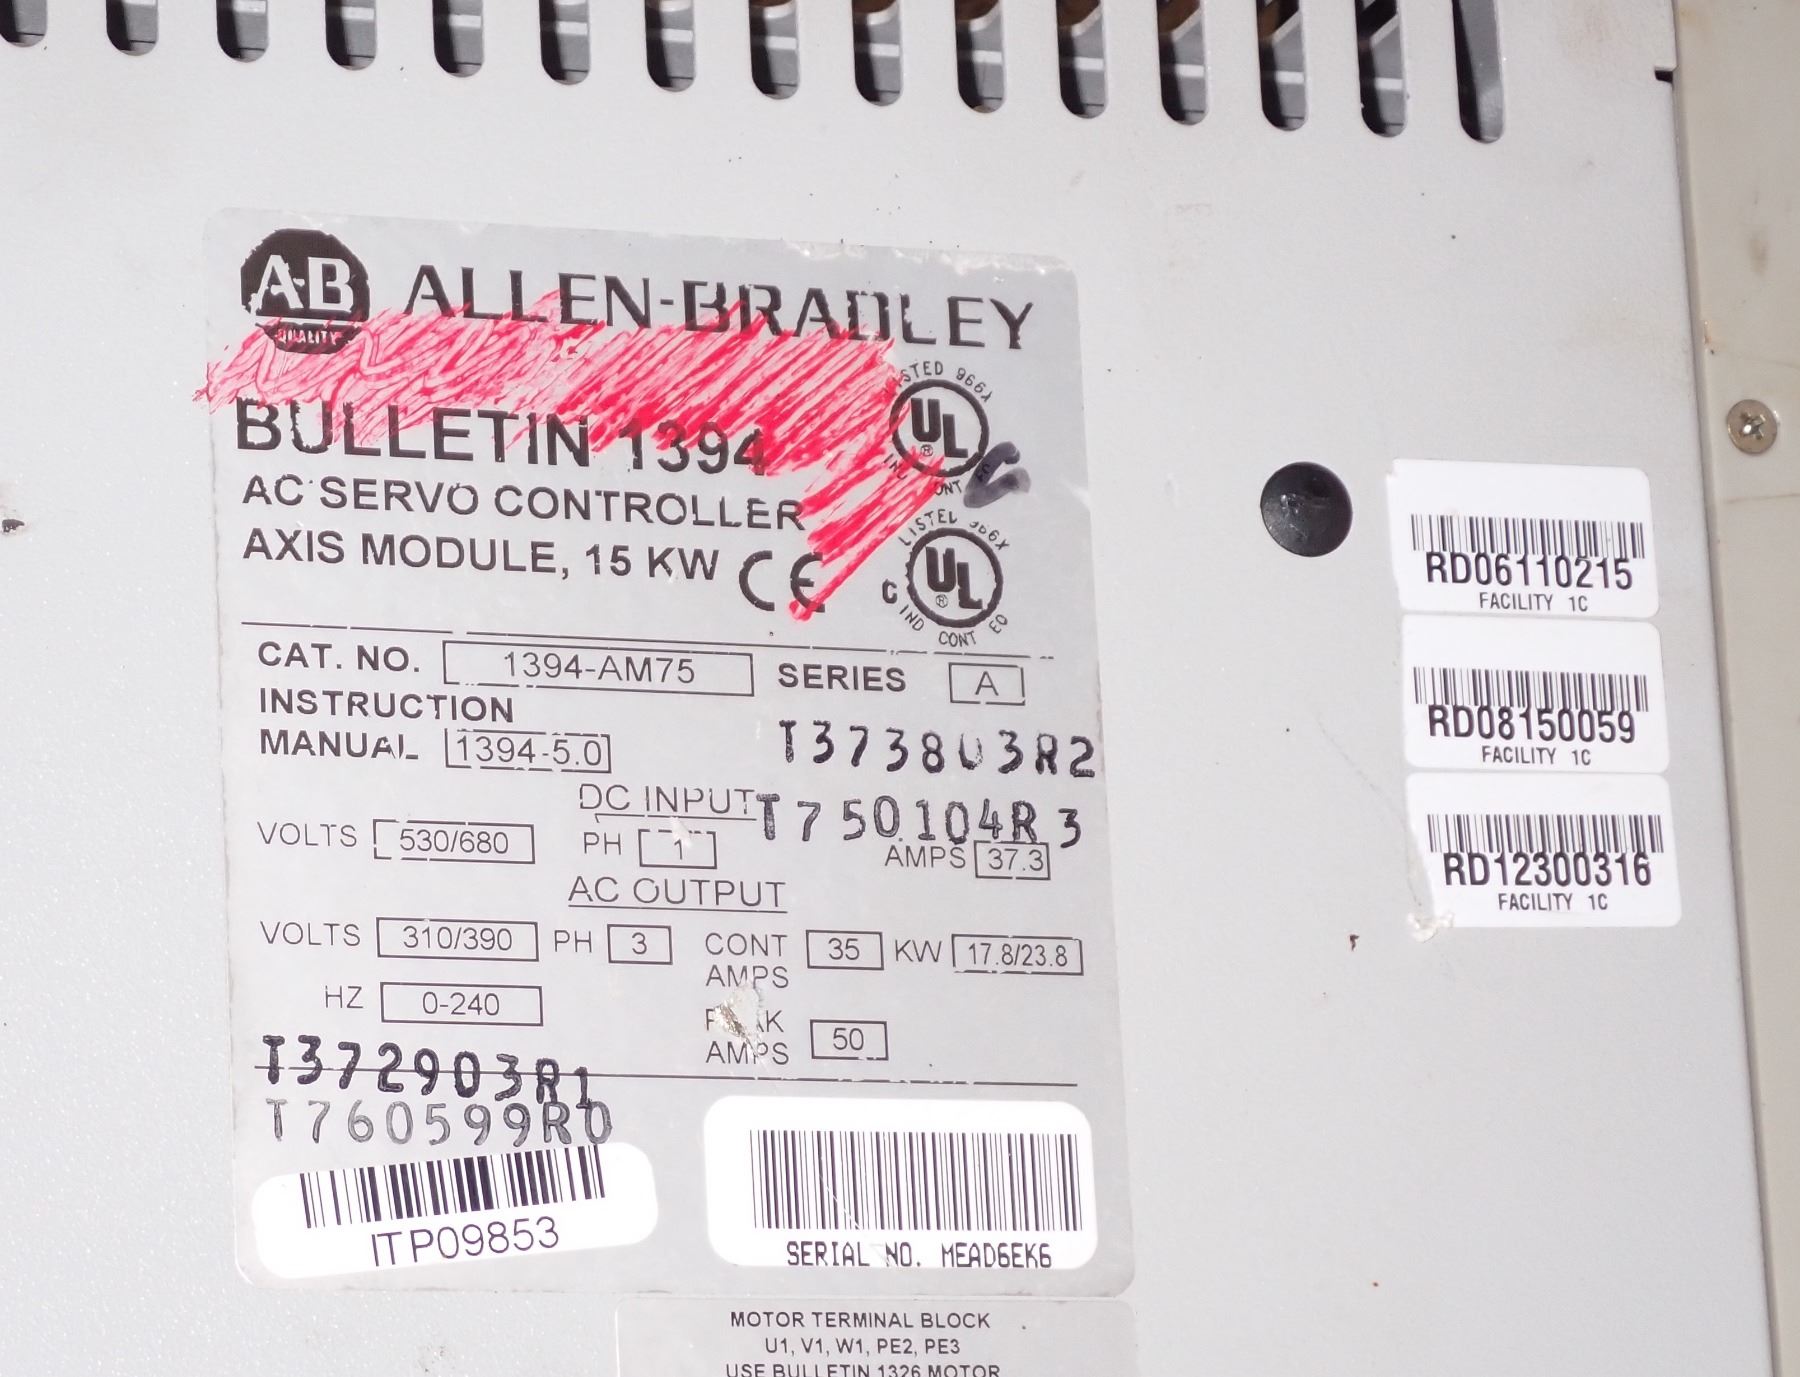 A-B
QUALITY
ALLEN-BRADLEY
BULLETIN 1394
AC SERVO CONTROLLER
AXIS MODULE, 15 KW CE
LISTED 966X
UL
®
IND CONT EQ
LISTED 966X
C UL
®
IND CONT EQ
CAT. NO. 1394-AM75 SERIES A
INSTRUCTION
MANUAL 1394-5.0
T373803R2
DC INPUT
T750104R3
VOLTS 530/680 PH 1 AMPS 37.3
AC OUTPUT
VOLTS 310/390 PH 3 CONT AMPS 35 KW 17.8/23.8
HZ 0-240 PEAK AMPS 50
T372903R1
T760599R0
ITP09853
SERIAL NO. MEAD6EK6
MOTOR TERMINAL BLOCK
U1, V1, W1, PE2, PE3
USE BULLETIN 1326 MOTOR
RD06110215
FACILITY 1C
RD08150059
FACILITY 1C
RD12300316
FACILITY 1C